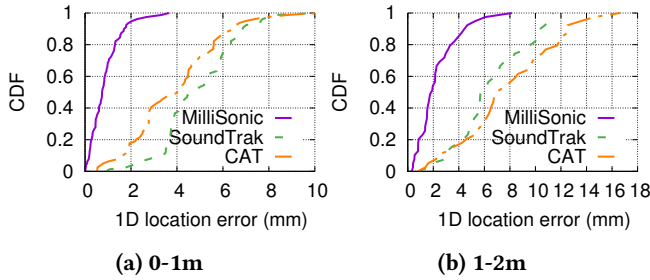 1
0.8
0.6
0.4
0.2
0
CDF
MilliSonic
SoundTrak
CAT
0 2 4 6 8 10
1D location error (mm)
(a) 0-1m
1
0.8
0.6
0.4
0.2
0
CDF
MilliSonic
SoundTrak
CAT
0 2 4 6 8 10 12 14 16 18
1D location error (mm)
(b) 1-2m